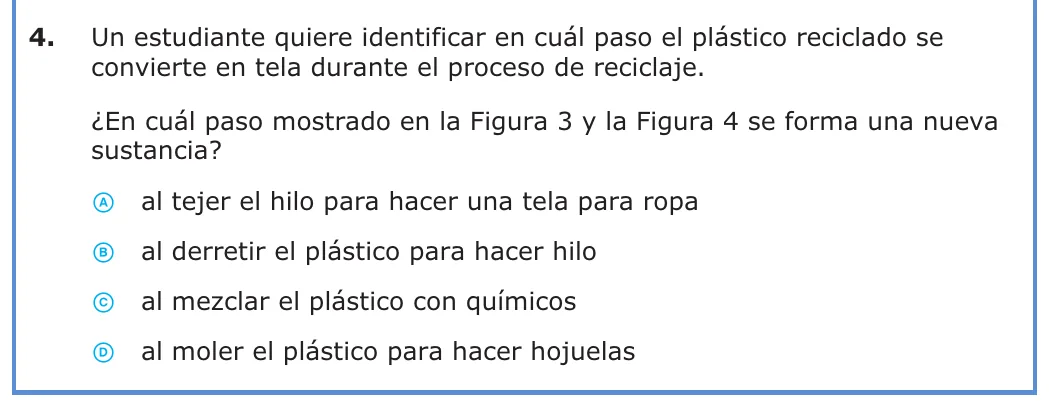 4. Un estudiante quiere identificar en cuál paso el plástico reciclado se
convierte en tela durante el proceso de reciclaje.
¿En cuál paso mostrado en la Figura 3 y la Figura 4 se forma una nueva
sustancia?
A al tejer el hilo para hacer una tela para ropa
B al derretir el plástico para hacer hilo
C al mezclar el plástico con químicos
D al moler el plástico para hacer hojuelas